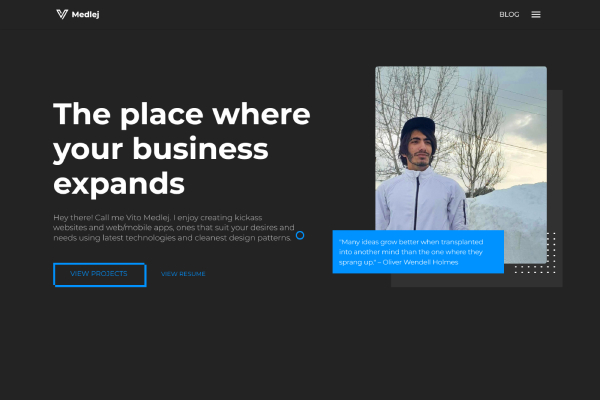 Medlej
BLOG
The place where
your business
expands
Hey there! Call me Vito Medlej. I enjoy creating kickass
websites and web/mobile apps, ones that suit your desires and
needs using latest technologies and cleanest design patterns.
VIEW PROJECTS
VIEW RESUME
"Many ideas grow better when transplanted
into another mind than the one where they
sprang up." – Oliver Wendell Holmes